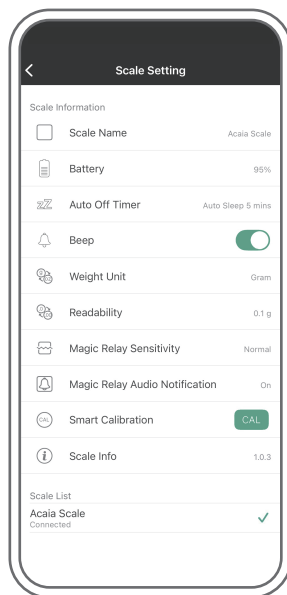 Scale Setting
Scale Information
Scale Name Acaia Scale
Battery 95%
zZ Auto Off Timer Auto Sleep 5 mins
Beep
Weight Unit Gram
Readability 0.1 g
Magic Relay Sensitivity Normal
Magic Relay Audio Notification On
CAL Smart Calibration CAL
i Scale Info 1.0.3
Scale List
Acaia Scale
Connected